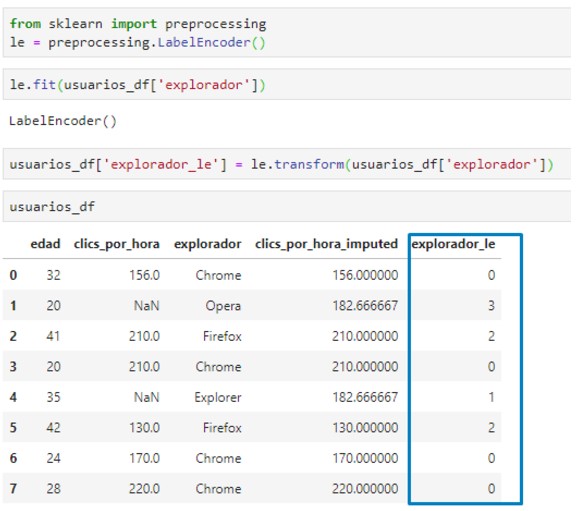 from sklearn import preprocessing
le = preprocessing.LabelEncoder()
le.fit(usuarios_df['explorador'])
LabelEncoder()
usuarios_df['explorador_le'] = le.transform(usuarios_df['explorador'])
usuarios_df
edad clics_por_hora explorador clics_por_hora_imputed explorador_le
0 32 156.0 Chrome 156.000000 0
1 20 NaN Opera 182.666667 3
2 41 210.0 Firefox 210.000000 2
3 20 210.0 Chrome 210.000000 0
4 35 NaN Explorer 182.666667 1
5 42 130.0 Firefox 130.000000 2
6 24 170.0 Chrome 170.000000 0
7 28 220.0 Chrome 220.000000 0